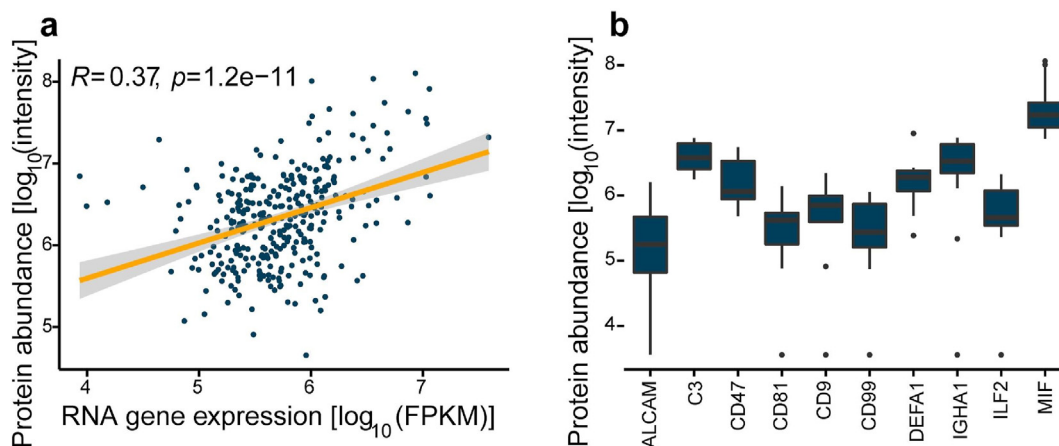 a
Protein abundance [log10(intensity]
R= 0.37, p=1.2e−11
8
7
6
5
4
5
6
7
RNA gene expression [log10(FPKM)]
b
Protein abundance [log10(intensity]
8
7
6
5
4
ALCAM
C3
CD47
CD81
CD9
CD99
DEFA1
IGHA1
ILF2
MIF